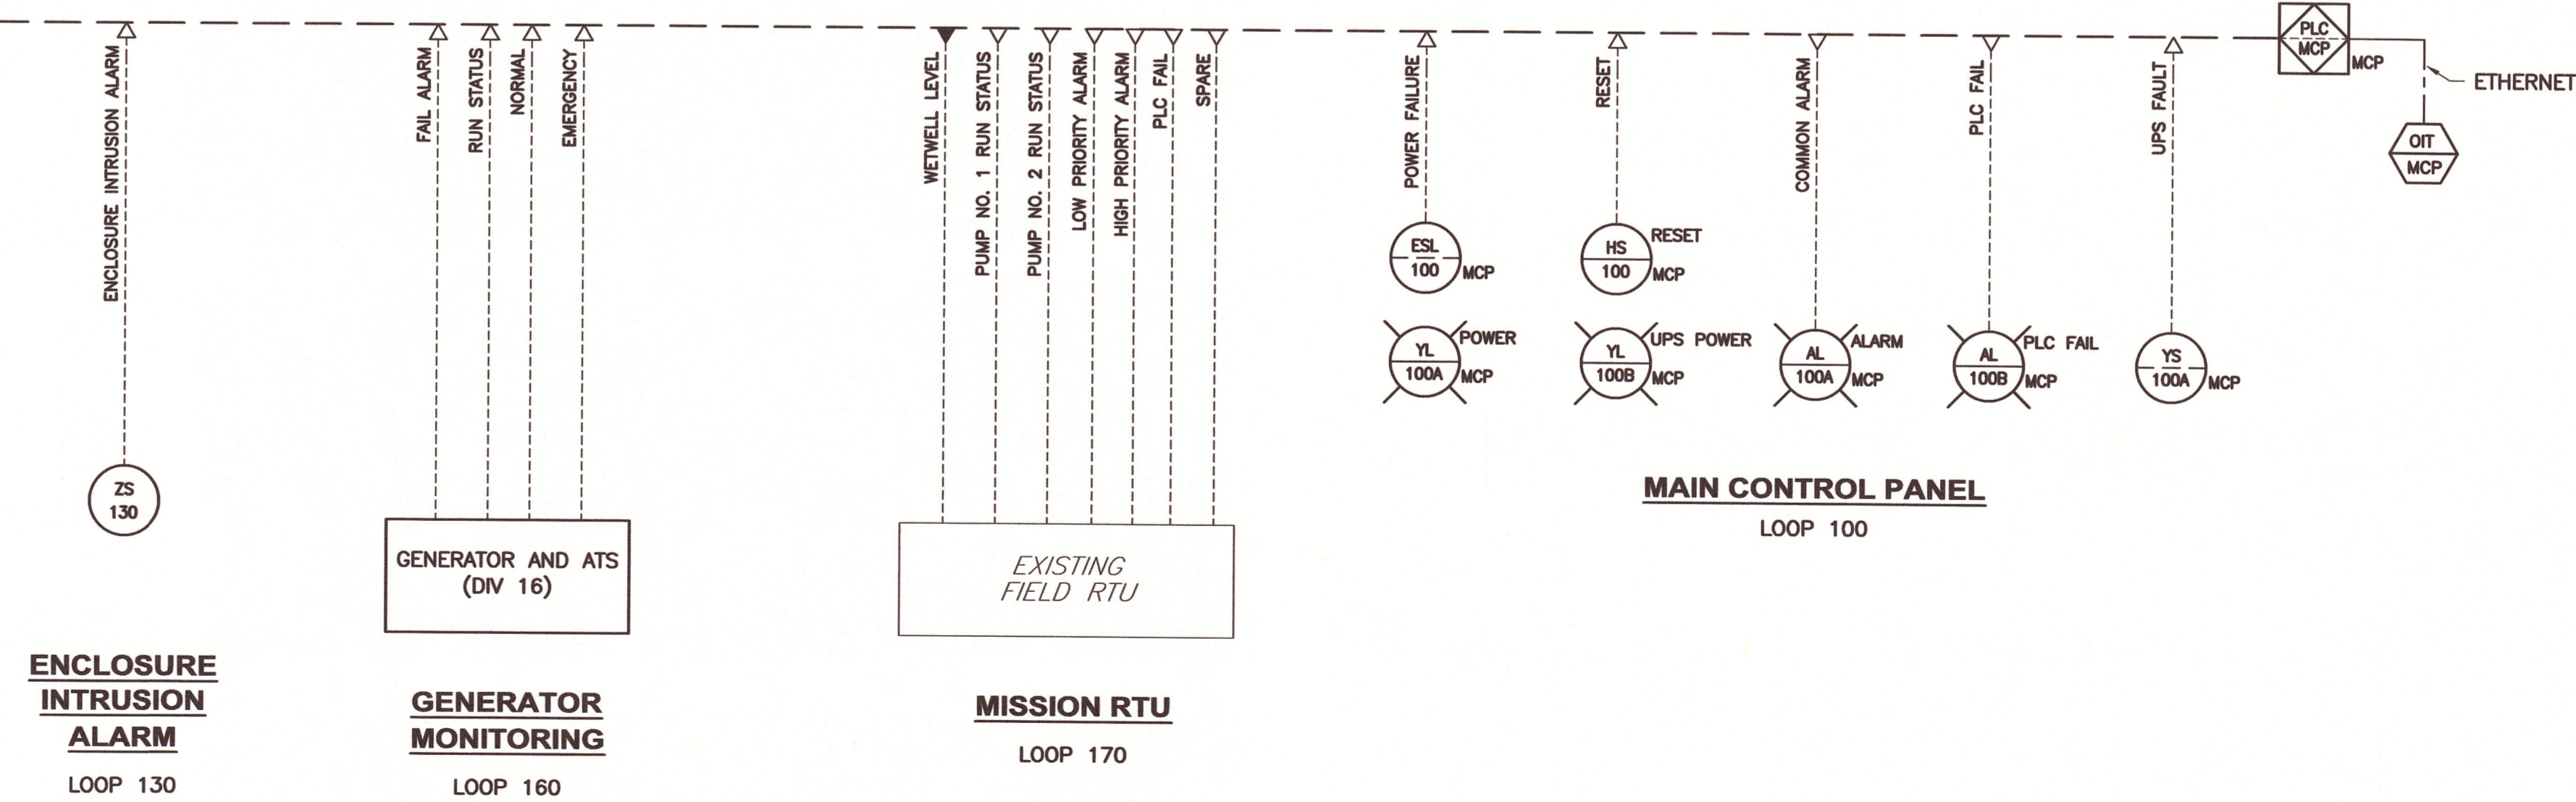 ENCLOSURE INTRUSION ALARM
FAIL ALARM
RUN STATUS
NORMAL
EMERGENCY
WETWELL LEVEL
PUMP NO. 1 RUN STATUS
PUMP NO. 2 RUN STATUS
LOW PRIORITY ALARM
HIGH PRIORITY ALARM
PLC FAIL
SPARE
POWER FAILURE
RESET
COMMON ALARM
PLC FAIL
UPS FAULT
PLC
MCP
MCP
ETHERNET
OIT
MCP
ESL
100
MCP
HS
100
RESET
MCP
YL
100A
POWER
MCP
YL
100B
UPS POWER
MCP
AL
100A
ALARM
MCP
AL
100B
PLC FAIL
MCP
YS
100A
MCP
MAIN CONTROL PANEL
LOOP 100
ZS
130
ENCLOSURE
INTRUSION
ALARM
LOOP 130
GENERATOR AND ATS
(DIV 16)
GENERATOR
MONITORING
LOOP 160
EXISTING
FIELD RTU
MISSION RTU
LOOP 170